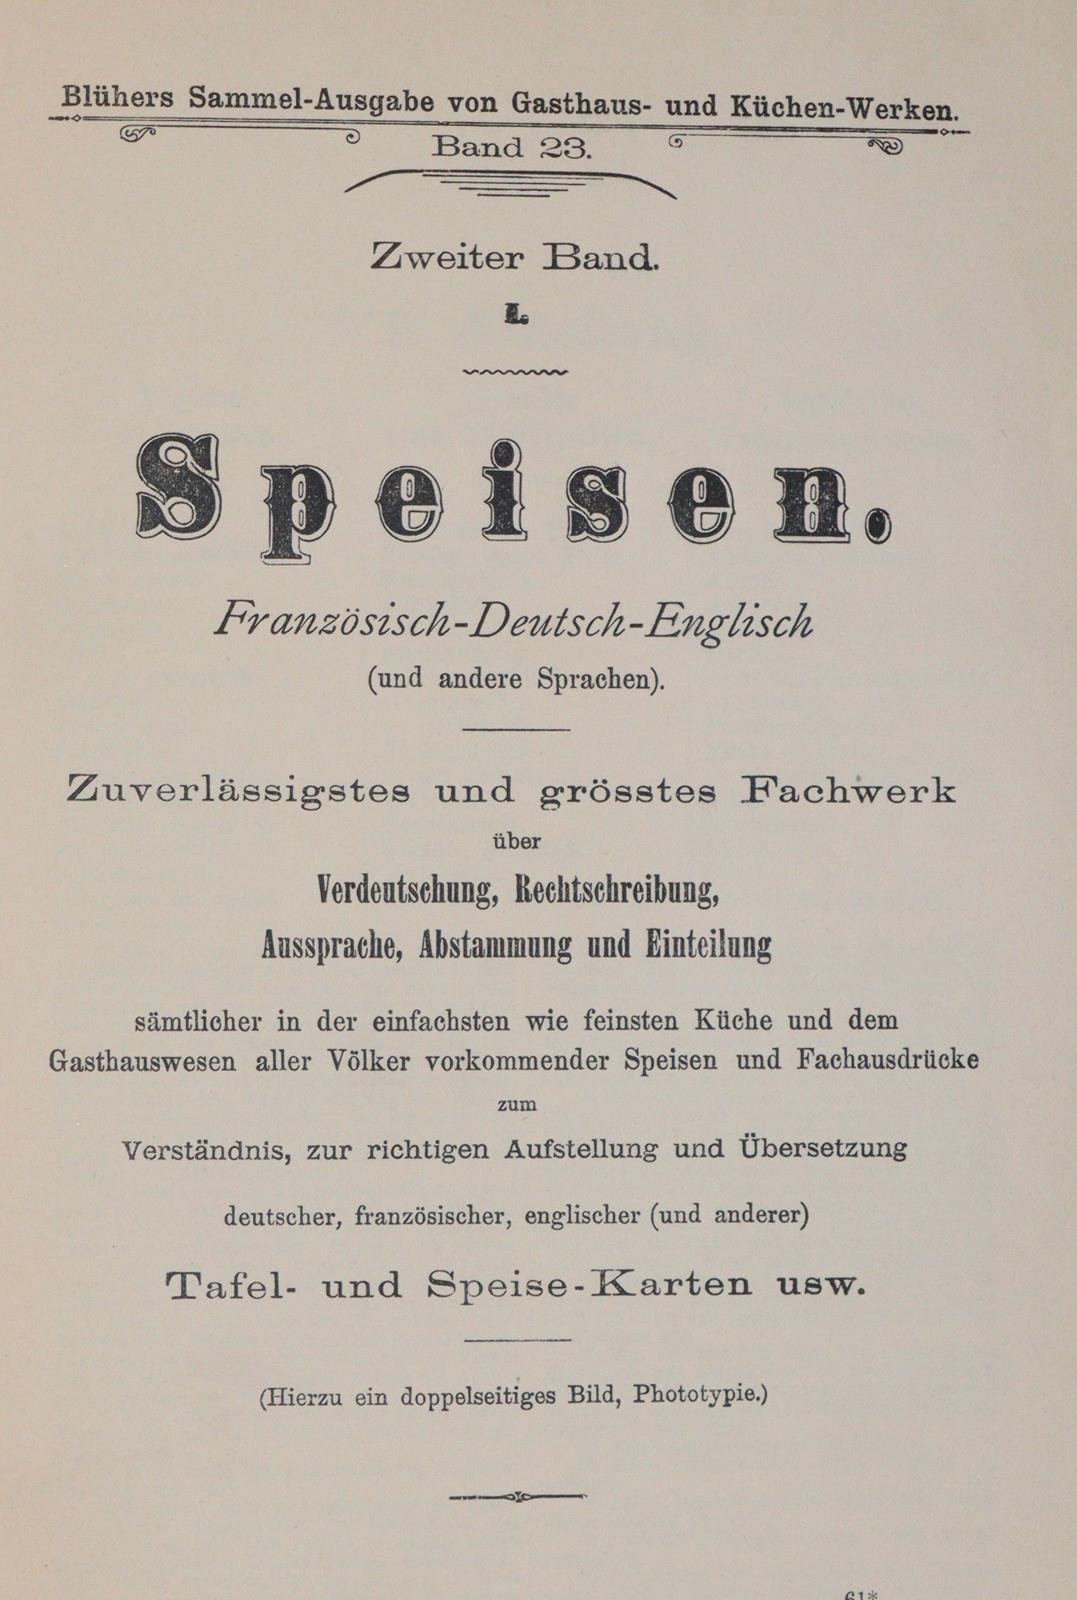 Blühers Sammel-Ausgabe von Gasthaus- und Küchen-Werken.
Band 23.
Zweiter Band.
I.
Speisen.
Französisch-Deutsch-Englisch
(und andere Sprachen).
Zuverlässigstes und grösstes Fachwerk
über
Verdeutschung, Rechtschreibung,
Aussprache, Abstammung und Einteilung
sämtlicher in der einfachsten wie feinsten Küche und dem
Gasthauswesen aller Völker vorkommender Speisen und Fachausdrücke
zum
Verständnis, zur richtigen Aufstellung und Übersetzung
deutscher, französischer, englischer (und anderer)
Tafel- und Speise-Karten usw.
(Hierzu ein doppelseitiges Bild, Phototypie.)
61*